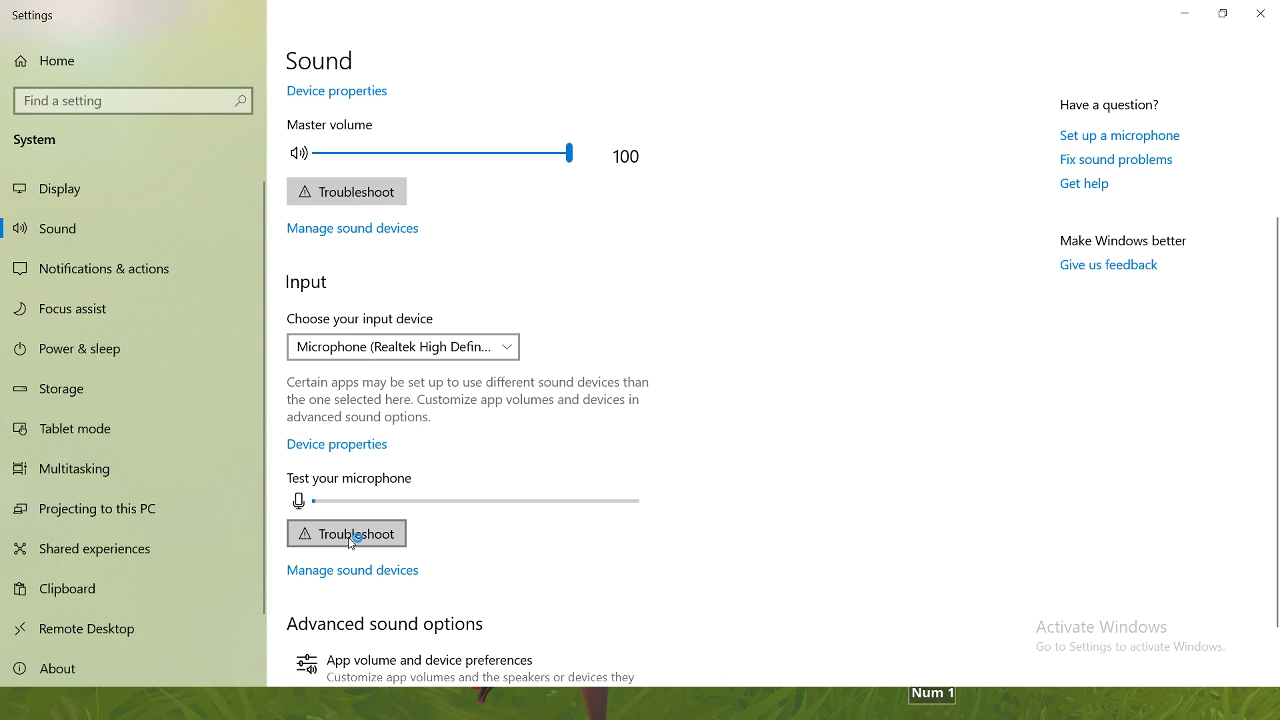 Settings
Home
Find a setting
System
Display
Sound
Notifications & actions
Focus assist
Power & sleep
Storage
Tablet mode
Multitasking
Projecting to this PC
Shared experiences
Clipboard
Remote Desktop
About
Sound
Device properties
Master volume
100
Troubleshoot
Manage sound devices
Input
Choose your input device
Microphone (Realtek High Defin...
Certain apps may be set up to use different sound devices than
the one selected here. Customize app volumes and devices in
advanced sound options.
Device properties
Test your microphone
Troubleshoot
Manage sound devices
Advanced sound options
App volume and device preferences
Customize app volumes and the speakers or devices they
Have a question?
Set up a microphone
Fix sound problems
Get help
Make Windows better
Give us feedback
Activate Windows
Go to Settings to activate Windows.
Num 1